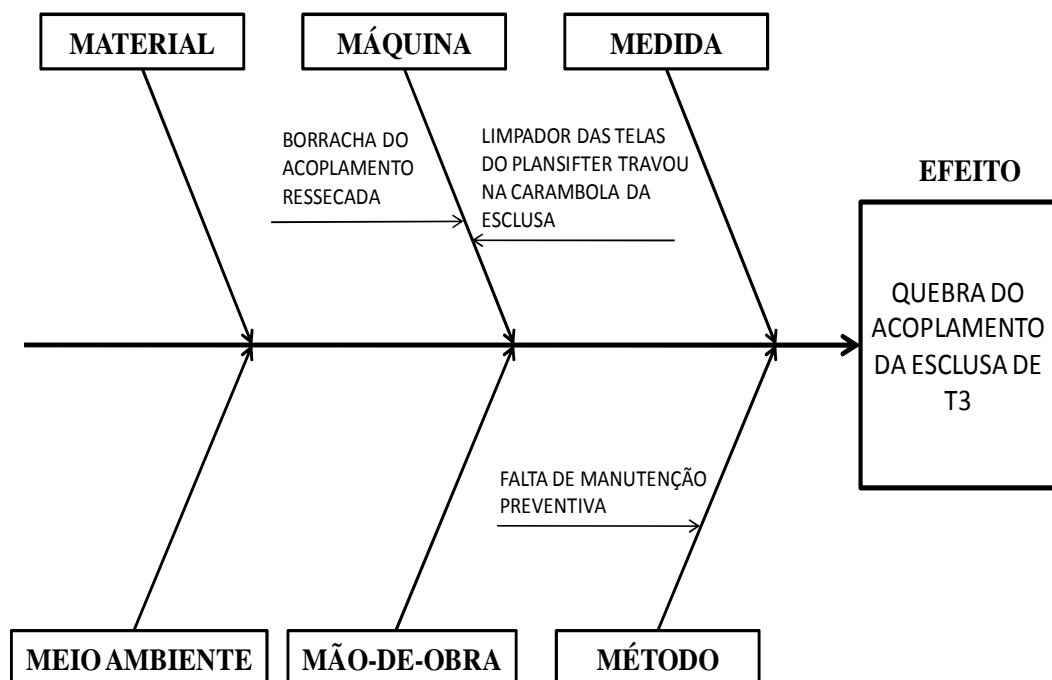 MATERIAL
MÁQUINA
MEDIDA
BORRACHA DO
ACOPLAMENTO
RESSECADA
LIMPADOR DAS TELAS
DO PLANSIFTER TRAVOU
NA CARAMBOLA DA
ESCLUSA
EFEITO
QUEBRA DO
ACOPLAMENTO
DA ESCLUSA DE
T3
FALTA DE MANUTENÇÃO
PREVENTIVA
MEIO AMBIENTE
MÃO-DE-OBRA
MÉTODO